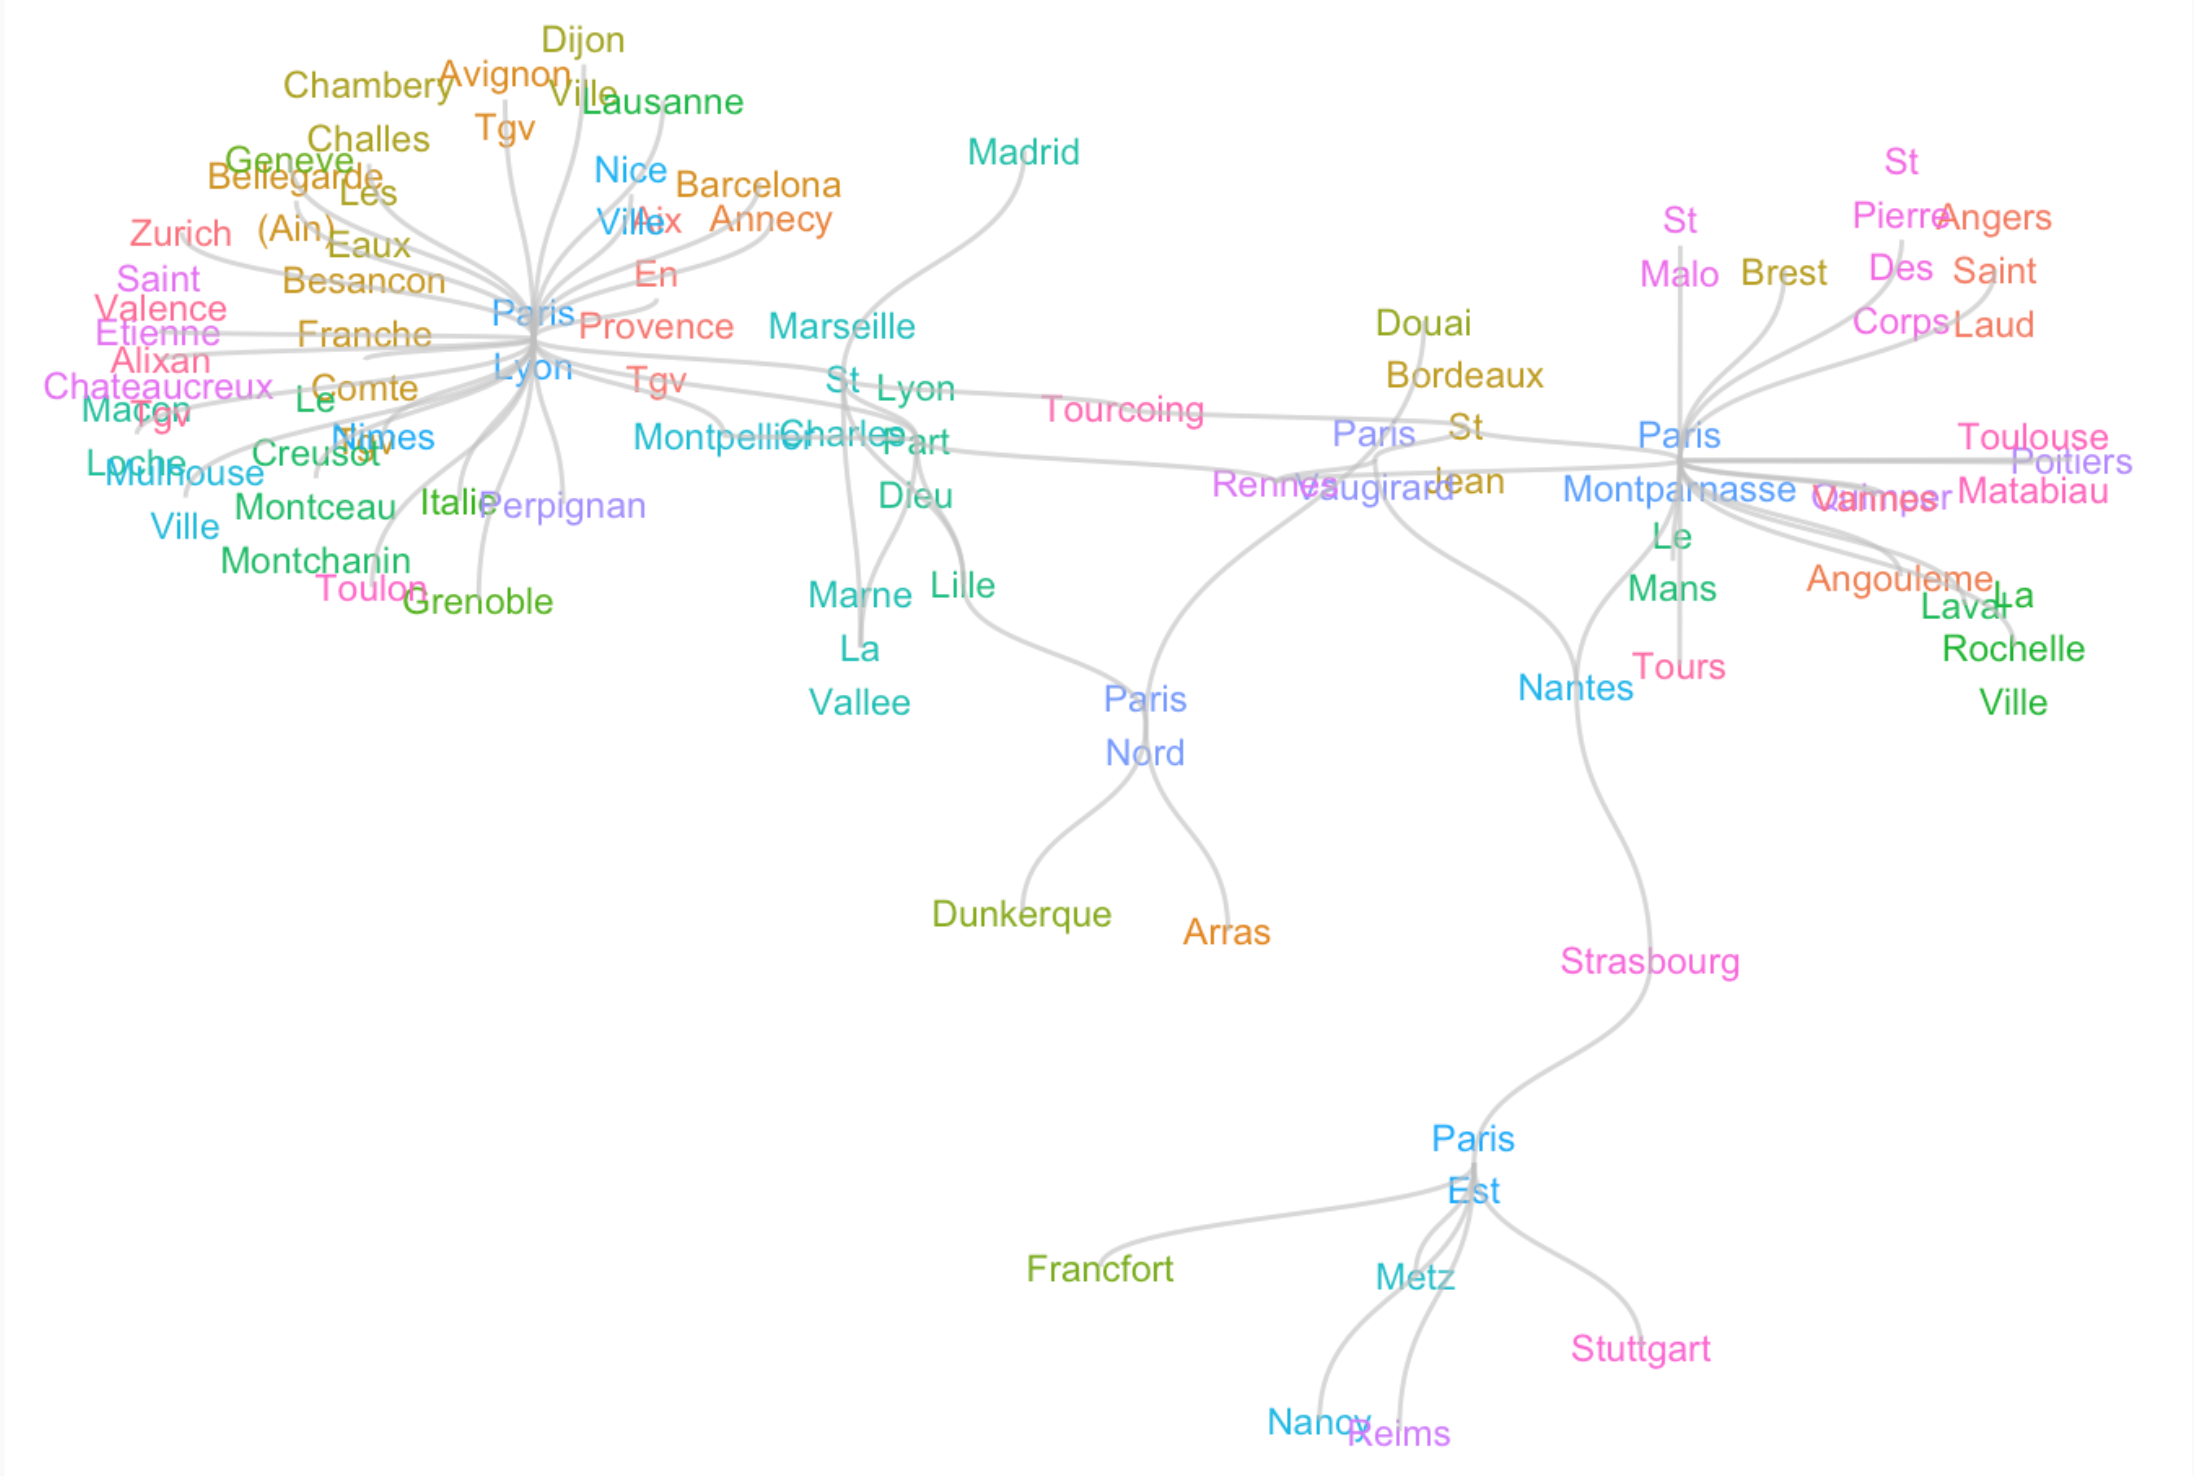 Dijon
Ville
Avignon
Tgv
Chambery
Challes
Les
Eaux
Lausanne
Geneve
Bellegarde
(Ain)
Nice
Ville
Barcelona
Annecy
Aix
En
Provence
Tgv
Zurich
Saint
Etienne
Chateaucreux
Valence
Alixan
Tgv
Besancon
Franche
Comte
Tgv
Paris
Lyon
Macon
Loche
Le
Creusot
Montceau
Montchanin
Nimes
Mulhouse
Ville
Italie
Perpignan
Toulon
Grenoble
Montpellier
Madrid
Marseille
St
Charles
Lyon
Part
Dieu
Tourcoing
Marne
La
Vallee
Lille
Paris
Nord
Dunkerque
Arras
Douai
Bordeaux
St
Jean
Paris
Vaugirard
Rennes
St
Malo
Brest
St
Pierre
Des
Corps
Angers
Saint
Laud
Paris
Montparnasse
Toulouse
Matabiau
Poitiers
Quimper
Vannes
Le
Mans
Angouleme
Laval
La
Rochelle
Ville
Tours
Nantes
Strasbourg
Paris
Est
Francfort
Metz
Stuttgart
Nancy
Reims